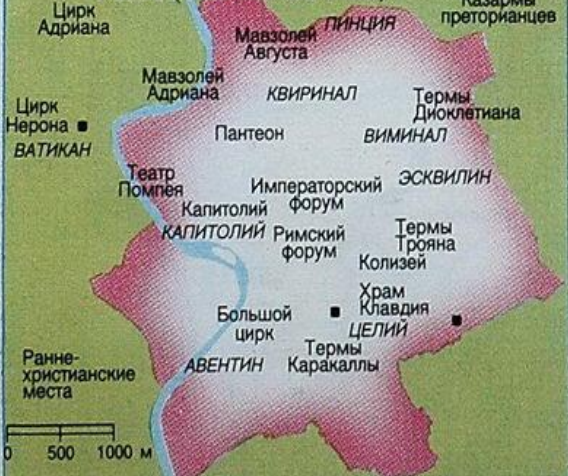 Цирк
Адриана
Мавзолей
Августа
ПИНЦИЯ
Казармы
преторианцев
Мавзолей
Адриана
КВИРИНАЛ
Термы
Диоклетиана
Цирк
Нерона
ВАТИКАН
Пантеон
ВИМИНАЛ
Театр
Помпея
Императорский
форум
ЭСКВИЛИН
Капитолий
КАПИТОЛИЙ
Римский
форум
Термы
Трояна
Колизей
Храм
Клавдия
Большой
цирк
ЦЕЛИЙ
Термы
Каракаллы
АВЕНТИН
Ранне-
христианские
места
0 500 1000 м